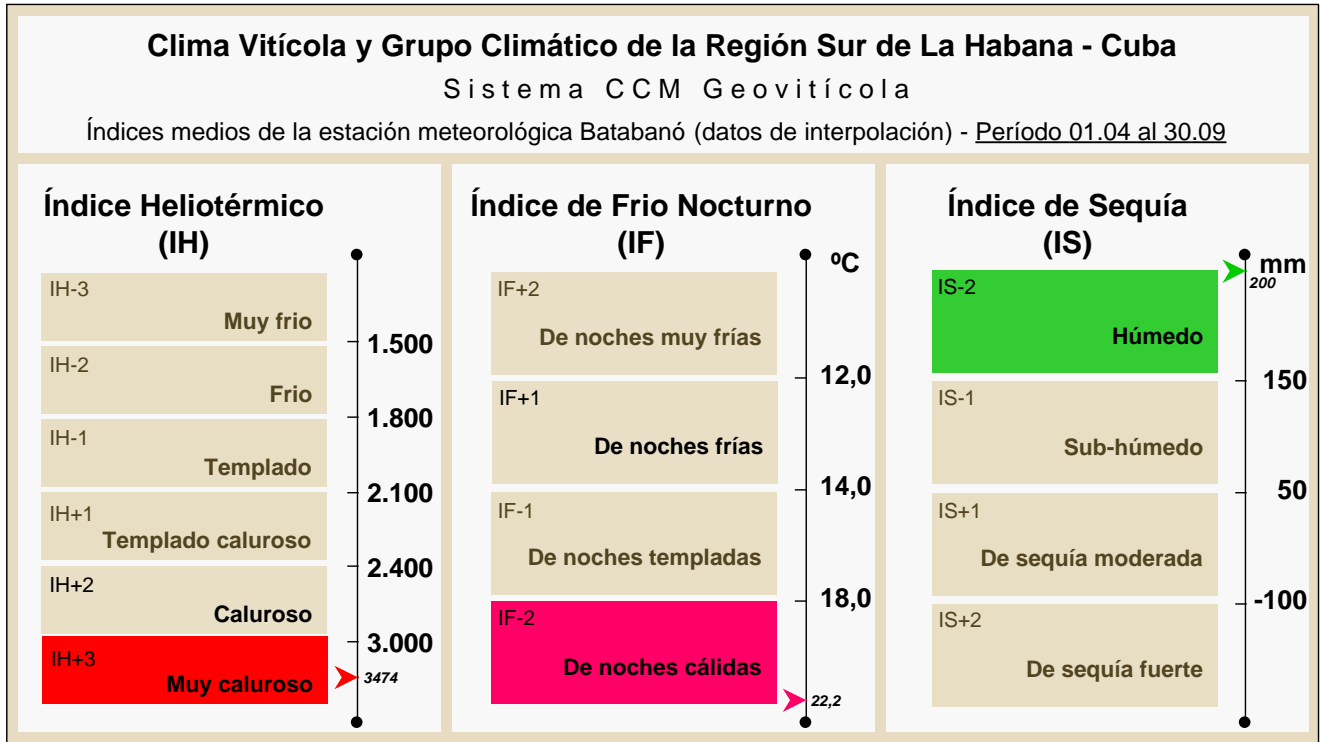 Clima Vitícola y Grupo Climático de la Región Sur de La Habana - Cuba
Sistema CCM Geovitícola
Índices medios de la estación meteorológica Batabanó (datos de interpolación) - Período 01.04 al 30.09
Índice Heliotérmico
(IH)
IH-3
Muy frio
1.500
IH-2
Frio
1.800
IH-1
Templado
2.100
IH+1
Templado caluroso
2.400
IH+2
Caluroso
3.000
IH+3
Muy caluroso
3474
Índice de Frio Nocturno
(IF)
ºC
IF+2
De noches muy frías
12,0
IF+1
De noches frías
14,0
IF-1
De noches templadas
18,0
IF-2
De noches cálidas
22,2
Índice de Sequía
(IS)
mm
200
IS-2
Húmedo
150
IS-1
Sub-húmedo
50
IS+1
De sequía moderada
-100
IS+2
De sequía fuerte